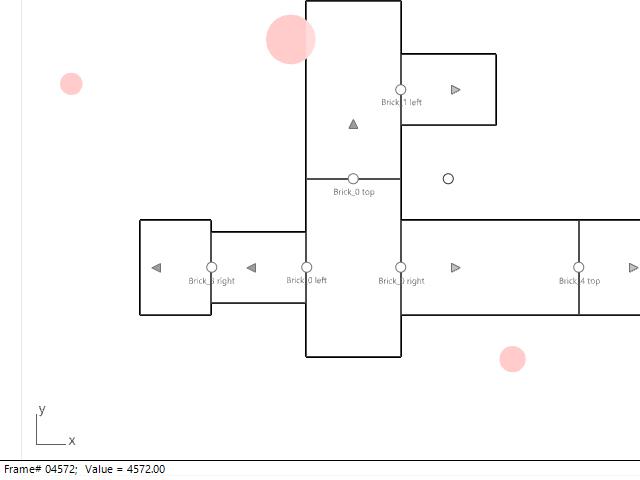 Brick_1 left
Brick_0 top
Brick_3 right
Brick_0 left
Brick_0 right
Brick_4 top
y
x
Frame# 04572; Value = 4572.00